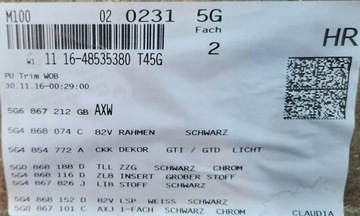 M100 02 0231 5G
Fach
2
HR
W1 11 16-48535380 T45G
PU Trim WOB
30.11.16-00:29:00
5G6 867 212 GB AXW
5G4 868 074 C 82V RAHMEN SCHWARZ
5G4 854 772 A CKK DEKOR GTI / GTD LICHT
5G0 868 188 D TLL ZZG SCHWARZ CHROM
5G4 868 116 D ZLB INSERT GROBER STOFF
5G4 867 826 J LIB STOFF SCHWARZ
5G4 868 152 D 82V LSP WEISS SCHWARZ
5G0 867 101 C AXJ 1-FACH SCHWARZ CHROM
CLAUDIA